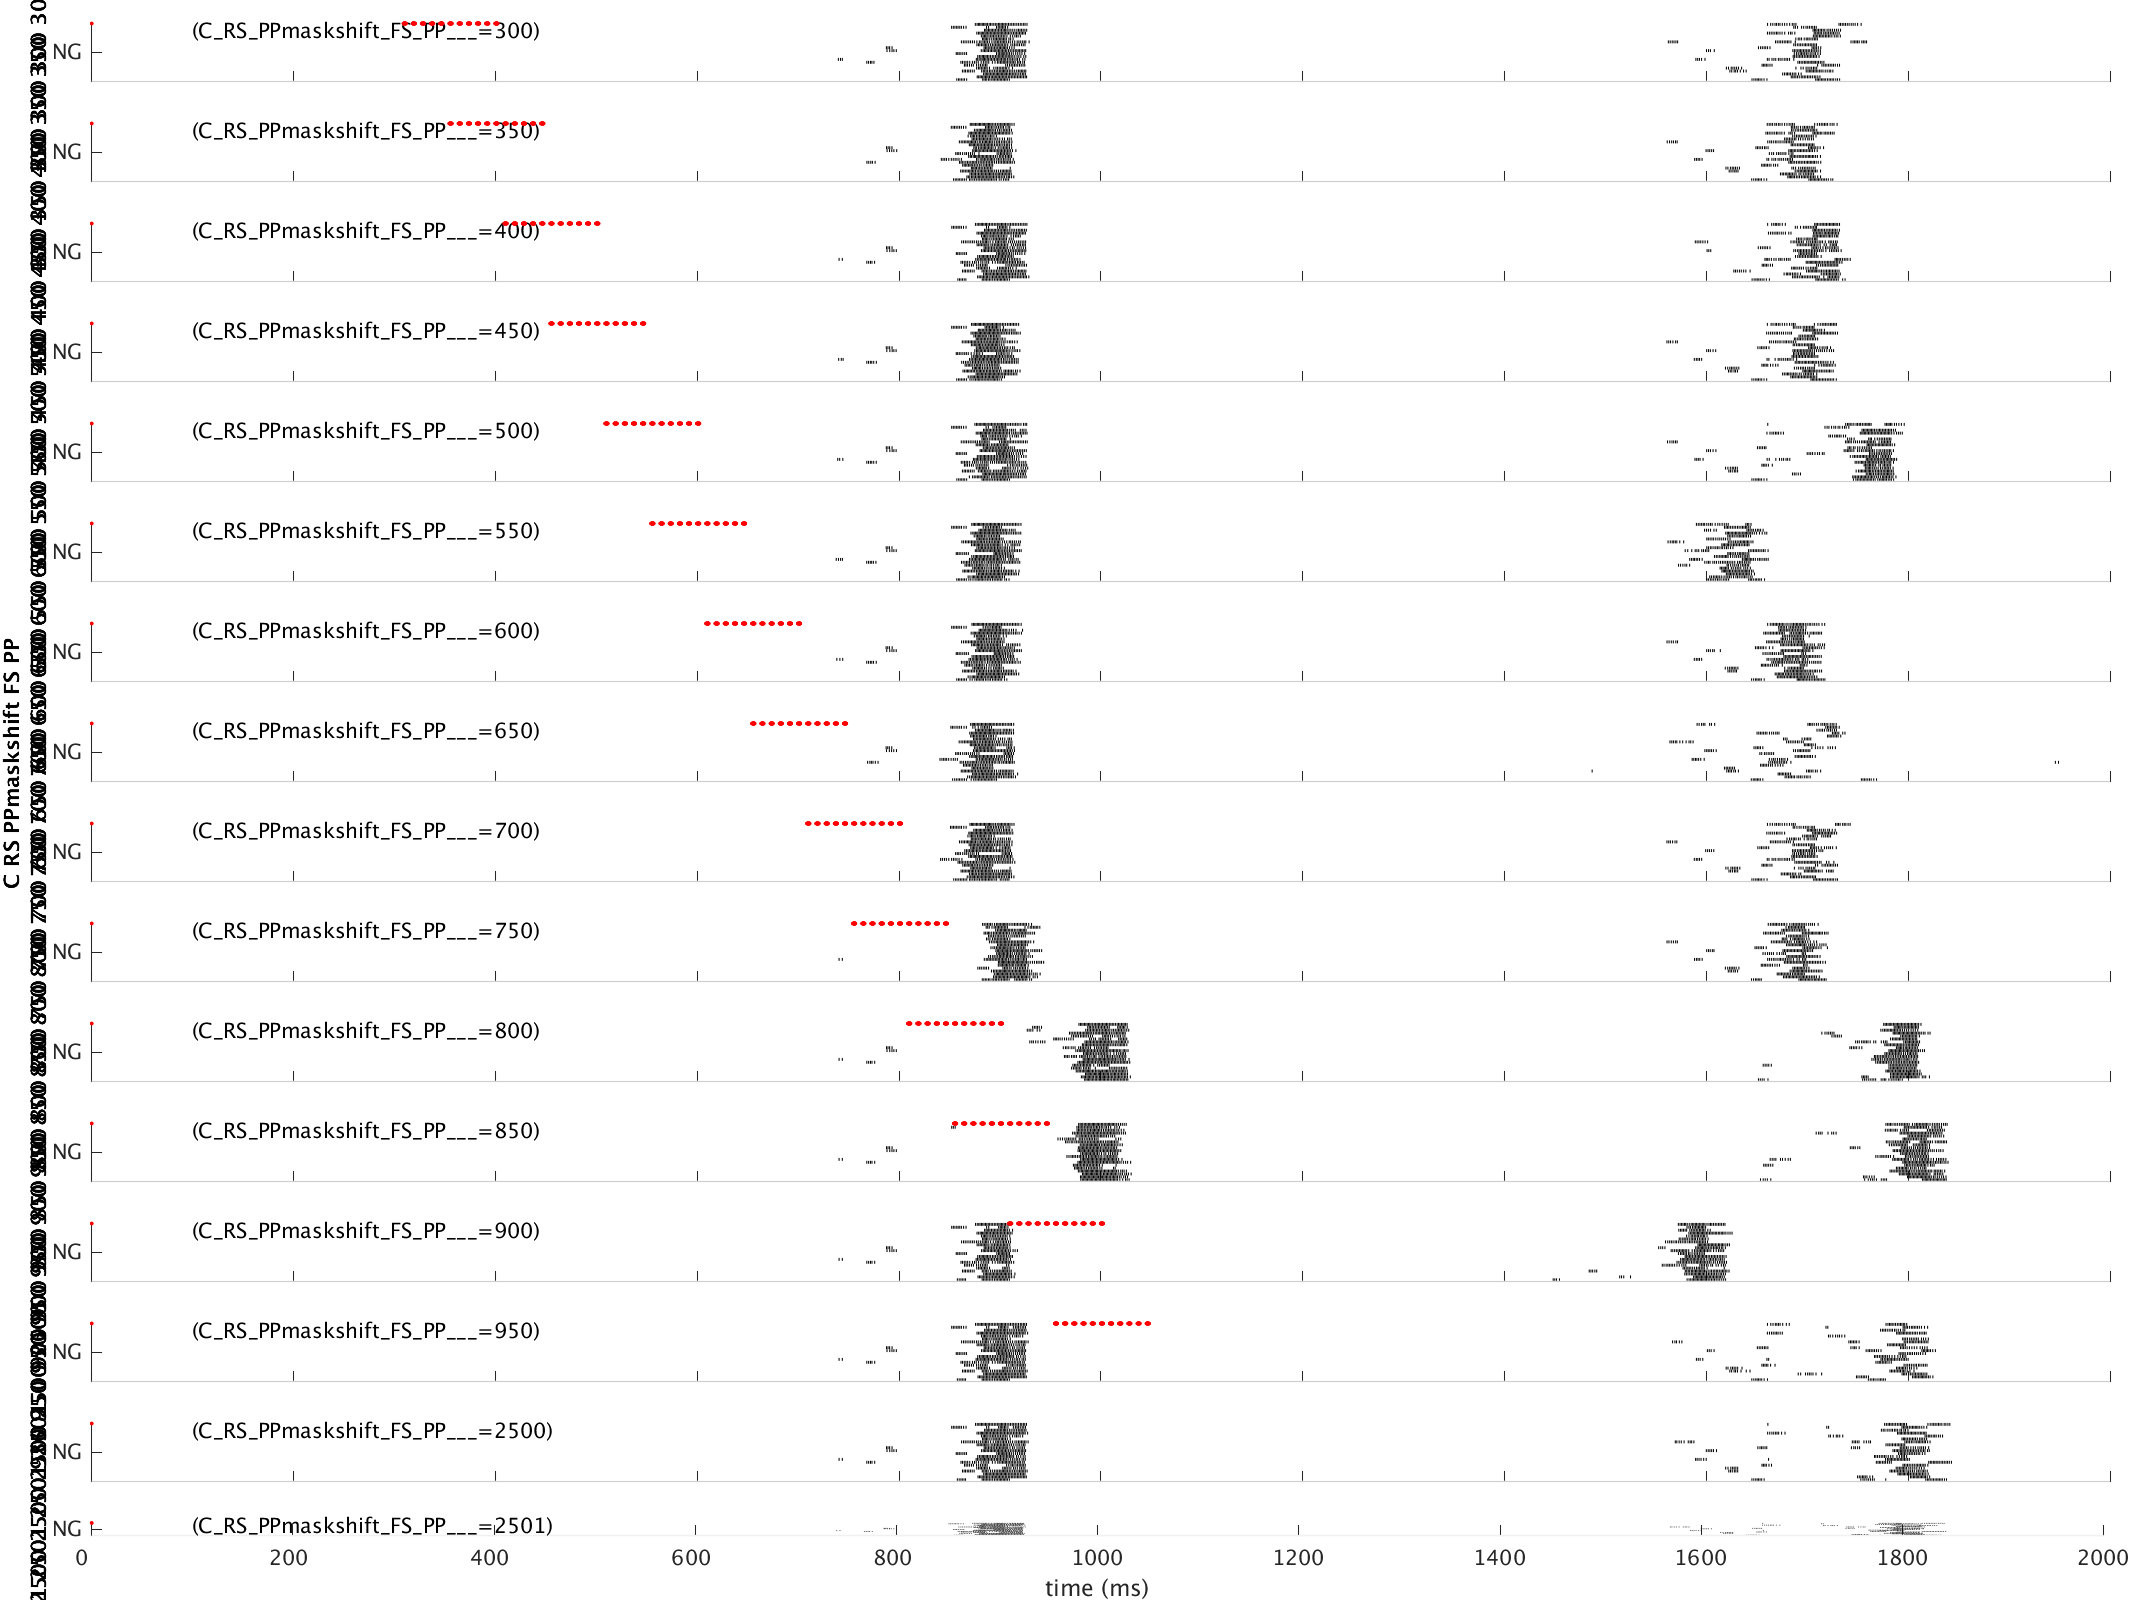 (C_RS_PPmaskshift_FS_PP___=300)
NG
(C_RS_PPmaskshift_FS_PP___=350)
NG
(C_RS_PPmaskshift_FS_PP___=400)
NG
(C_RS_PPmaskshift_FS_PP___=450)
NG
(C_RS_PPmaskshift_FS_PP___=500)
NG
(C_RS_PPmaskshift_FS_PP___=550)
NG
(C_RS_PPmaskshift_FS_PP___=600)
NG
(C_RS_PPmaskshift_FS_PP___=650)
NG
(C_RS_PPmaskshift_FS_PP___=700)
NG
(C_RS_PPmaskshift_FS_PP___=750)
NG
(C_RS_PPmaskshift_FS_PP___=800)
NG
(C_RS_PPmaskshift_FS_PP___=850)
NG
(C_RS_PPmaskshift_FS_PP___=900)
NG
(C_RS_PPmaskshift_FS_PP___=950)
NG
(C_RS_PPmaskshift_FS_PP___=2500)
NG
(C_RS_PPmaskshift_FS_PP___=2501)
NG
C RS PPmaskshift FS PP
0 200 400 600 800 1000 1200 1400 1600 1800 2000
time (ms)